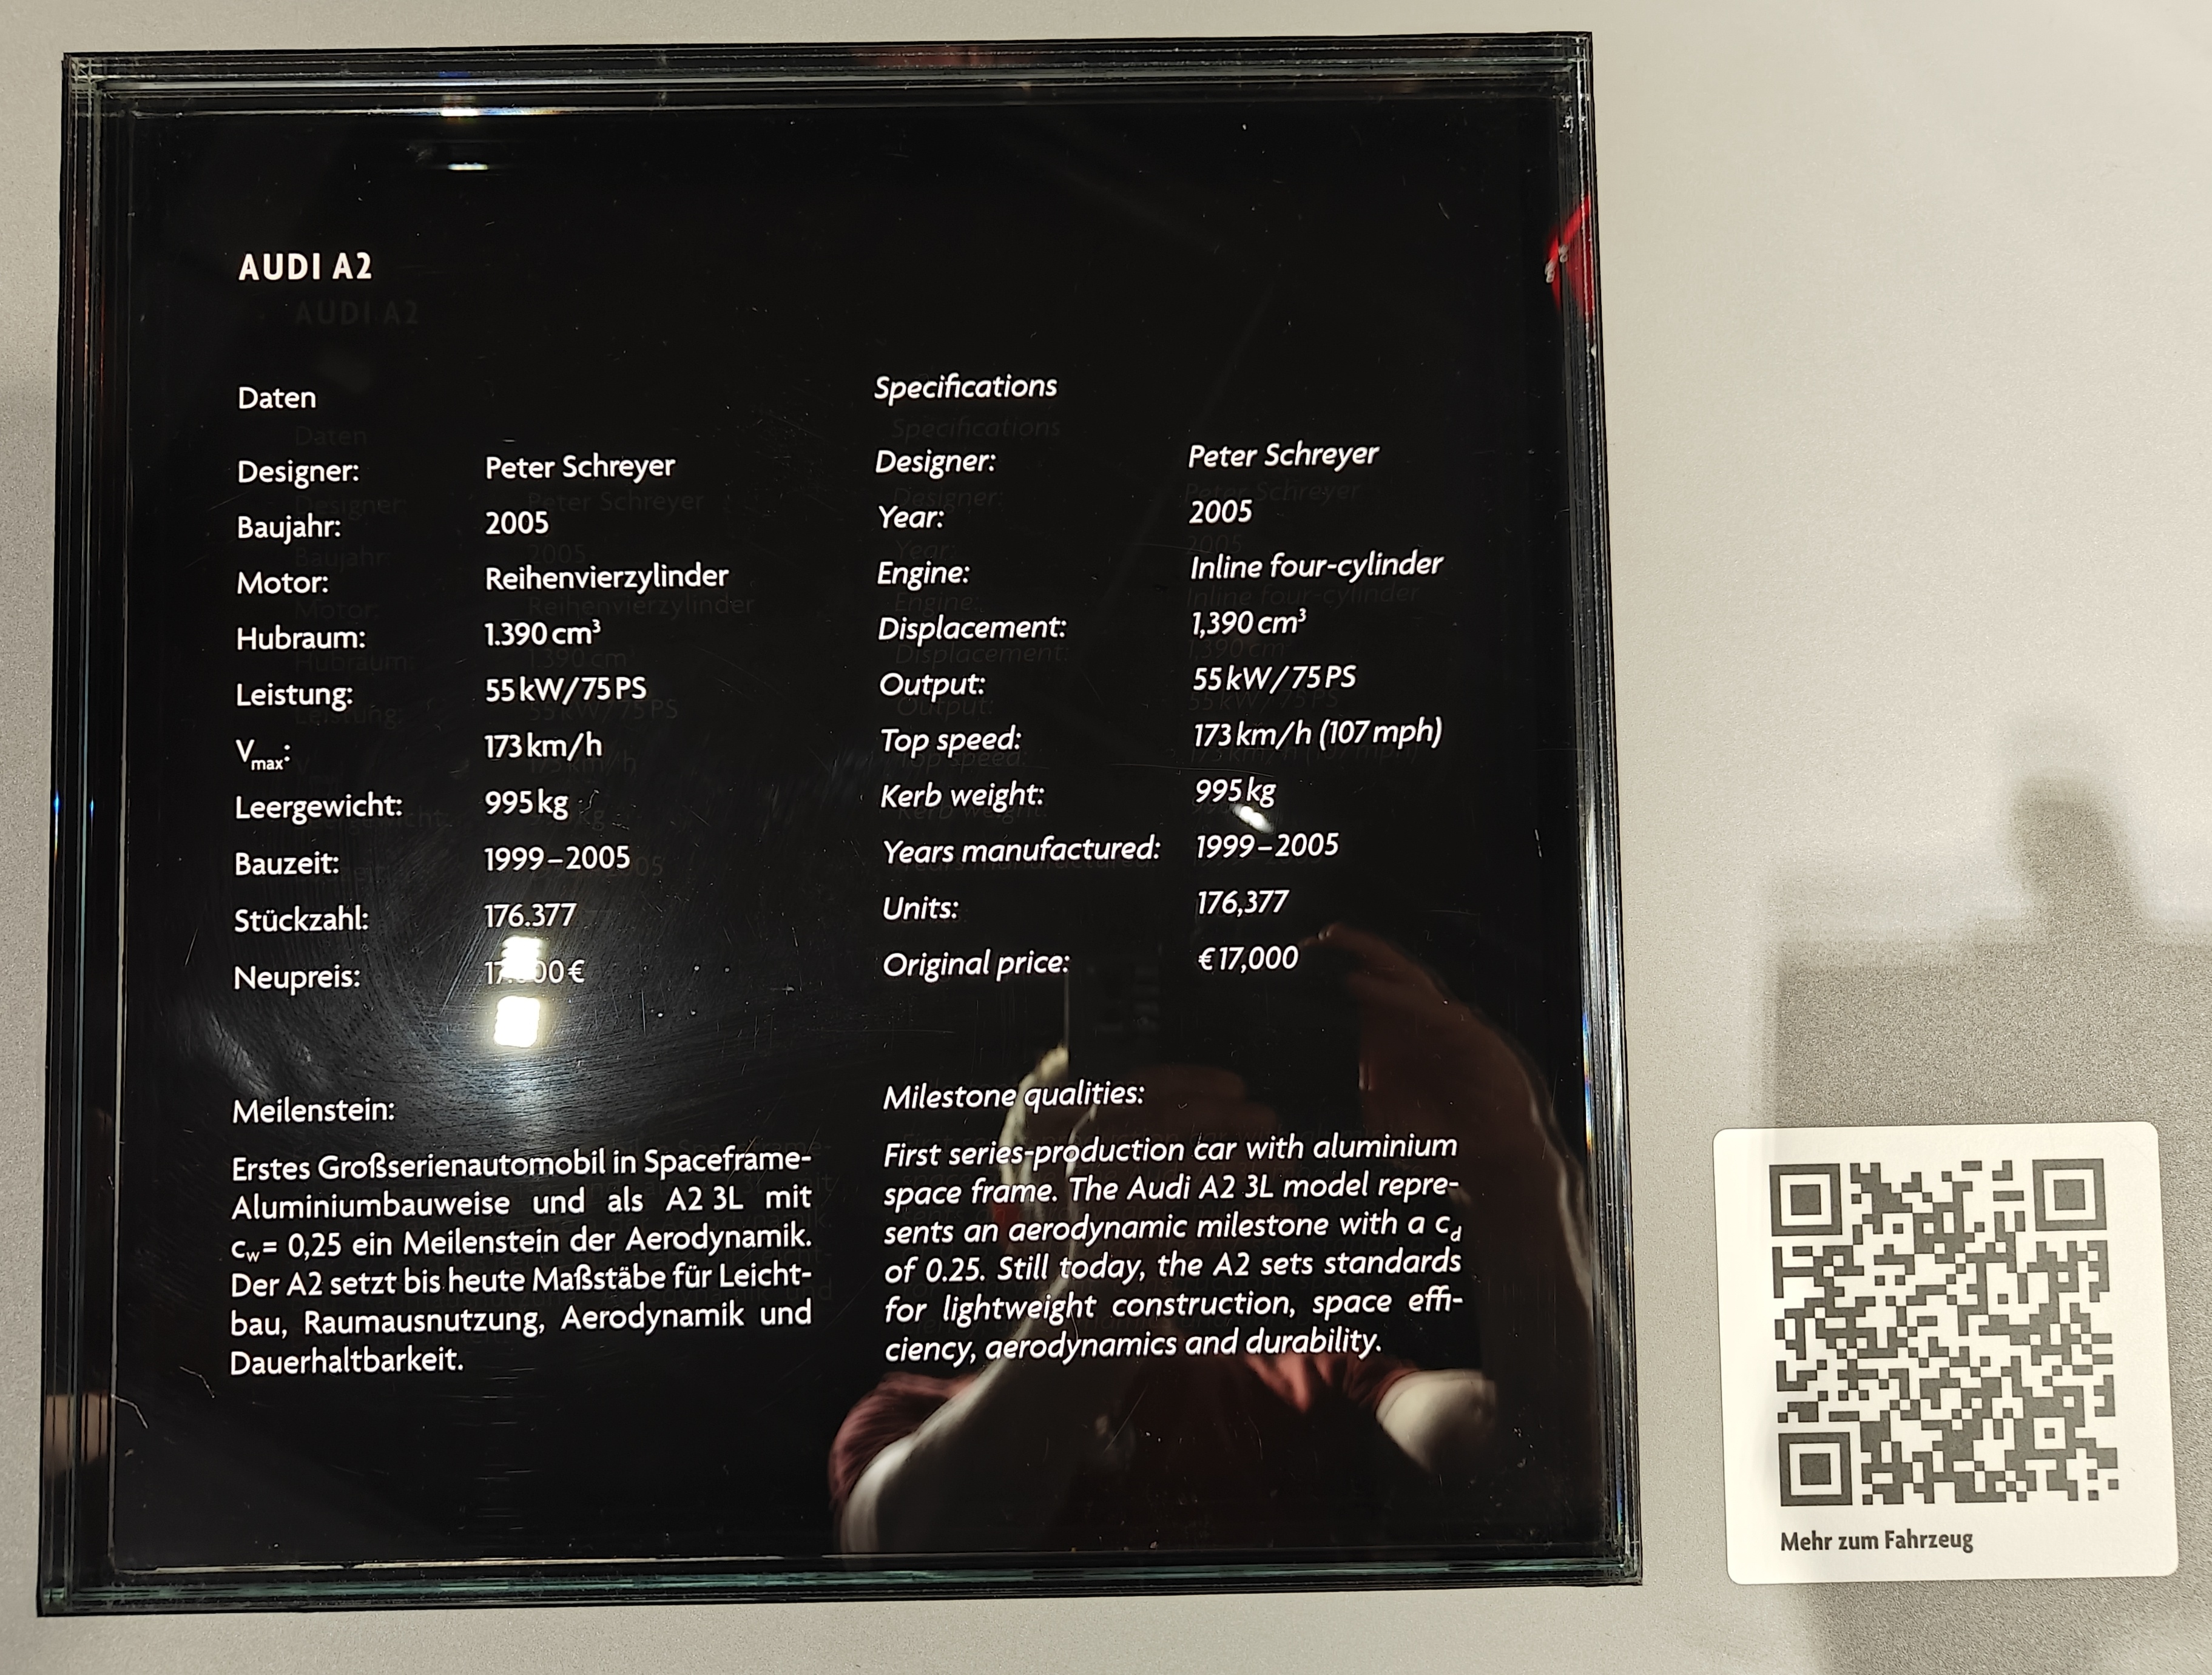 AUDI A2
Daten
Designer: Peter Schreyer
Baujahr: 2005
Motor: Reihenvierzylinder
Hubraum: 1.390 cm³
Leistung: 55 kW/75 PS
Vmax: 173 km/h
Leergewicht: 995 kg
Bauzeit: 1999–2005
Stückzahl: 176.377
Neupreis:
Meilenstein:
Erstes Großserienautomobil in Spaceframe-
Aluminiumbauweise und als A2 3L mit
cw= 0,25 ein Meilenstein der Aerodynamik.
Der A2 setzt bis heute Maßstäbe für Leicht-
bau, Raumausnutzung, Aerodynamik und
Dauerhaltbarkeit.
Specifications
Designer: Peter Schreyer
Year: 2005
Engine: Inline four-cylinder
Displacement: 1,390 cm³
Output: 55 kW/75 PS
Top speed: 173 km/h (107 mph)
Kerb weight: 995 kg
Years manufactured: 1999–2005
Units: 176,377
Original price: € 17,000
Milestone qualities:
First series-production car with aluminium
space frame. The Audi A2 3L model repre-
sents an aerodynamic milestone with a cd
of 0.25. Still today, the A2 sets standards
for lightweight construction, space effi-
ciency, aerodynamics and durability.
Mehr zum Fahrzeug